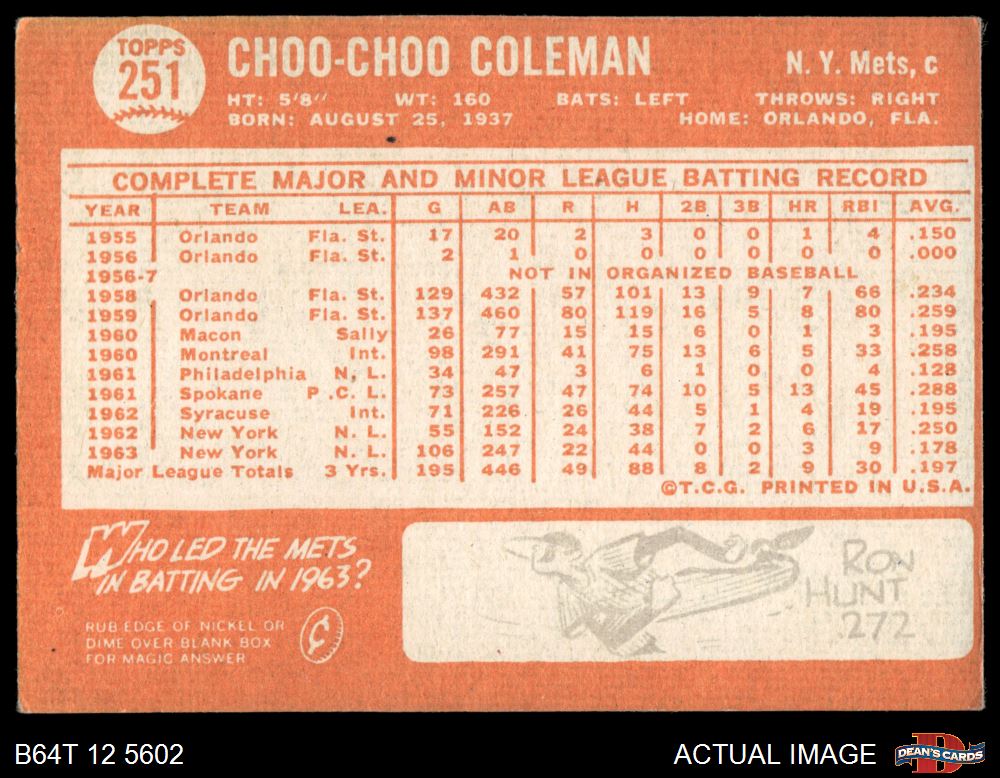 TOPPS
251
CHOO-CHOO COLEMAN
N. Y. Mets, c
HT: 5'8" WT: 160 BATS: LEFT THROWS: RIGHT
BORN: AUGUST 25, 1937 HOME: ORLANDO, FLA.
COMPLETE MAJOR AND MINOR LEAGUE BATTING RECORD
YEAR TEAM LEA. G AB R H 2B 3B HR RBI AVG.
1955 Orlando Fla. St. 17 20 2 3 0 0 1 4 .150
1956 Orlando Fla. St. 2 1 0 0 0 0 0 0 .000
1956-7 NOT IN ORGANIZED BASEBALL
1958 Orlando Fla. St. 129 432 57 101 13 9 7 66 .234
1959 Orlando Fla. St. 137 460 80 119 16 5 8 80 .259
1960 Macon Sally 26 77 15 15 6 0 1 3 .195
1960 Montreal Int. 98 291 41 75 13 6 5 33 .258
1961 Philadelphia N. L. 34 47 3 6 1 0 0 4 .128
1961 Spokane P .C. L. 73 257 47 74 10 5 13 45 .288
1962 Syracuse Int. 71 226 26 44 5 1 4 19 .195
1962 New York N. L. 55 152 24 38 7 2 6 17 .250
1963 New York N. L. 106 247 22 44 0 0 3 9 .178
Major League Totals 3 Yrs. 195 446 49 88 8 2 9 30 .197
©T.C.G. PRINTED IN U.S.A.
WHO LED THE METS
IN BATTING IN 1963?
RUB EDGE OF NICKEL OR
DIME OVER BLANK BOX
FOR MAGIC ANSWER
¢
RON
HUNT
.272
B64T 12 5602
ACTUAL IMAGE
D
DEAN'S CARDS